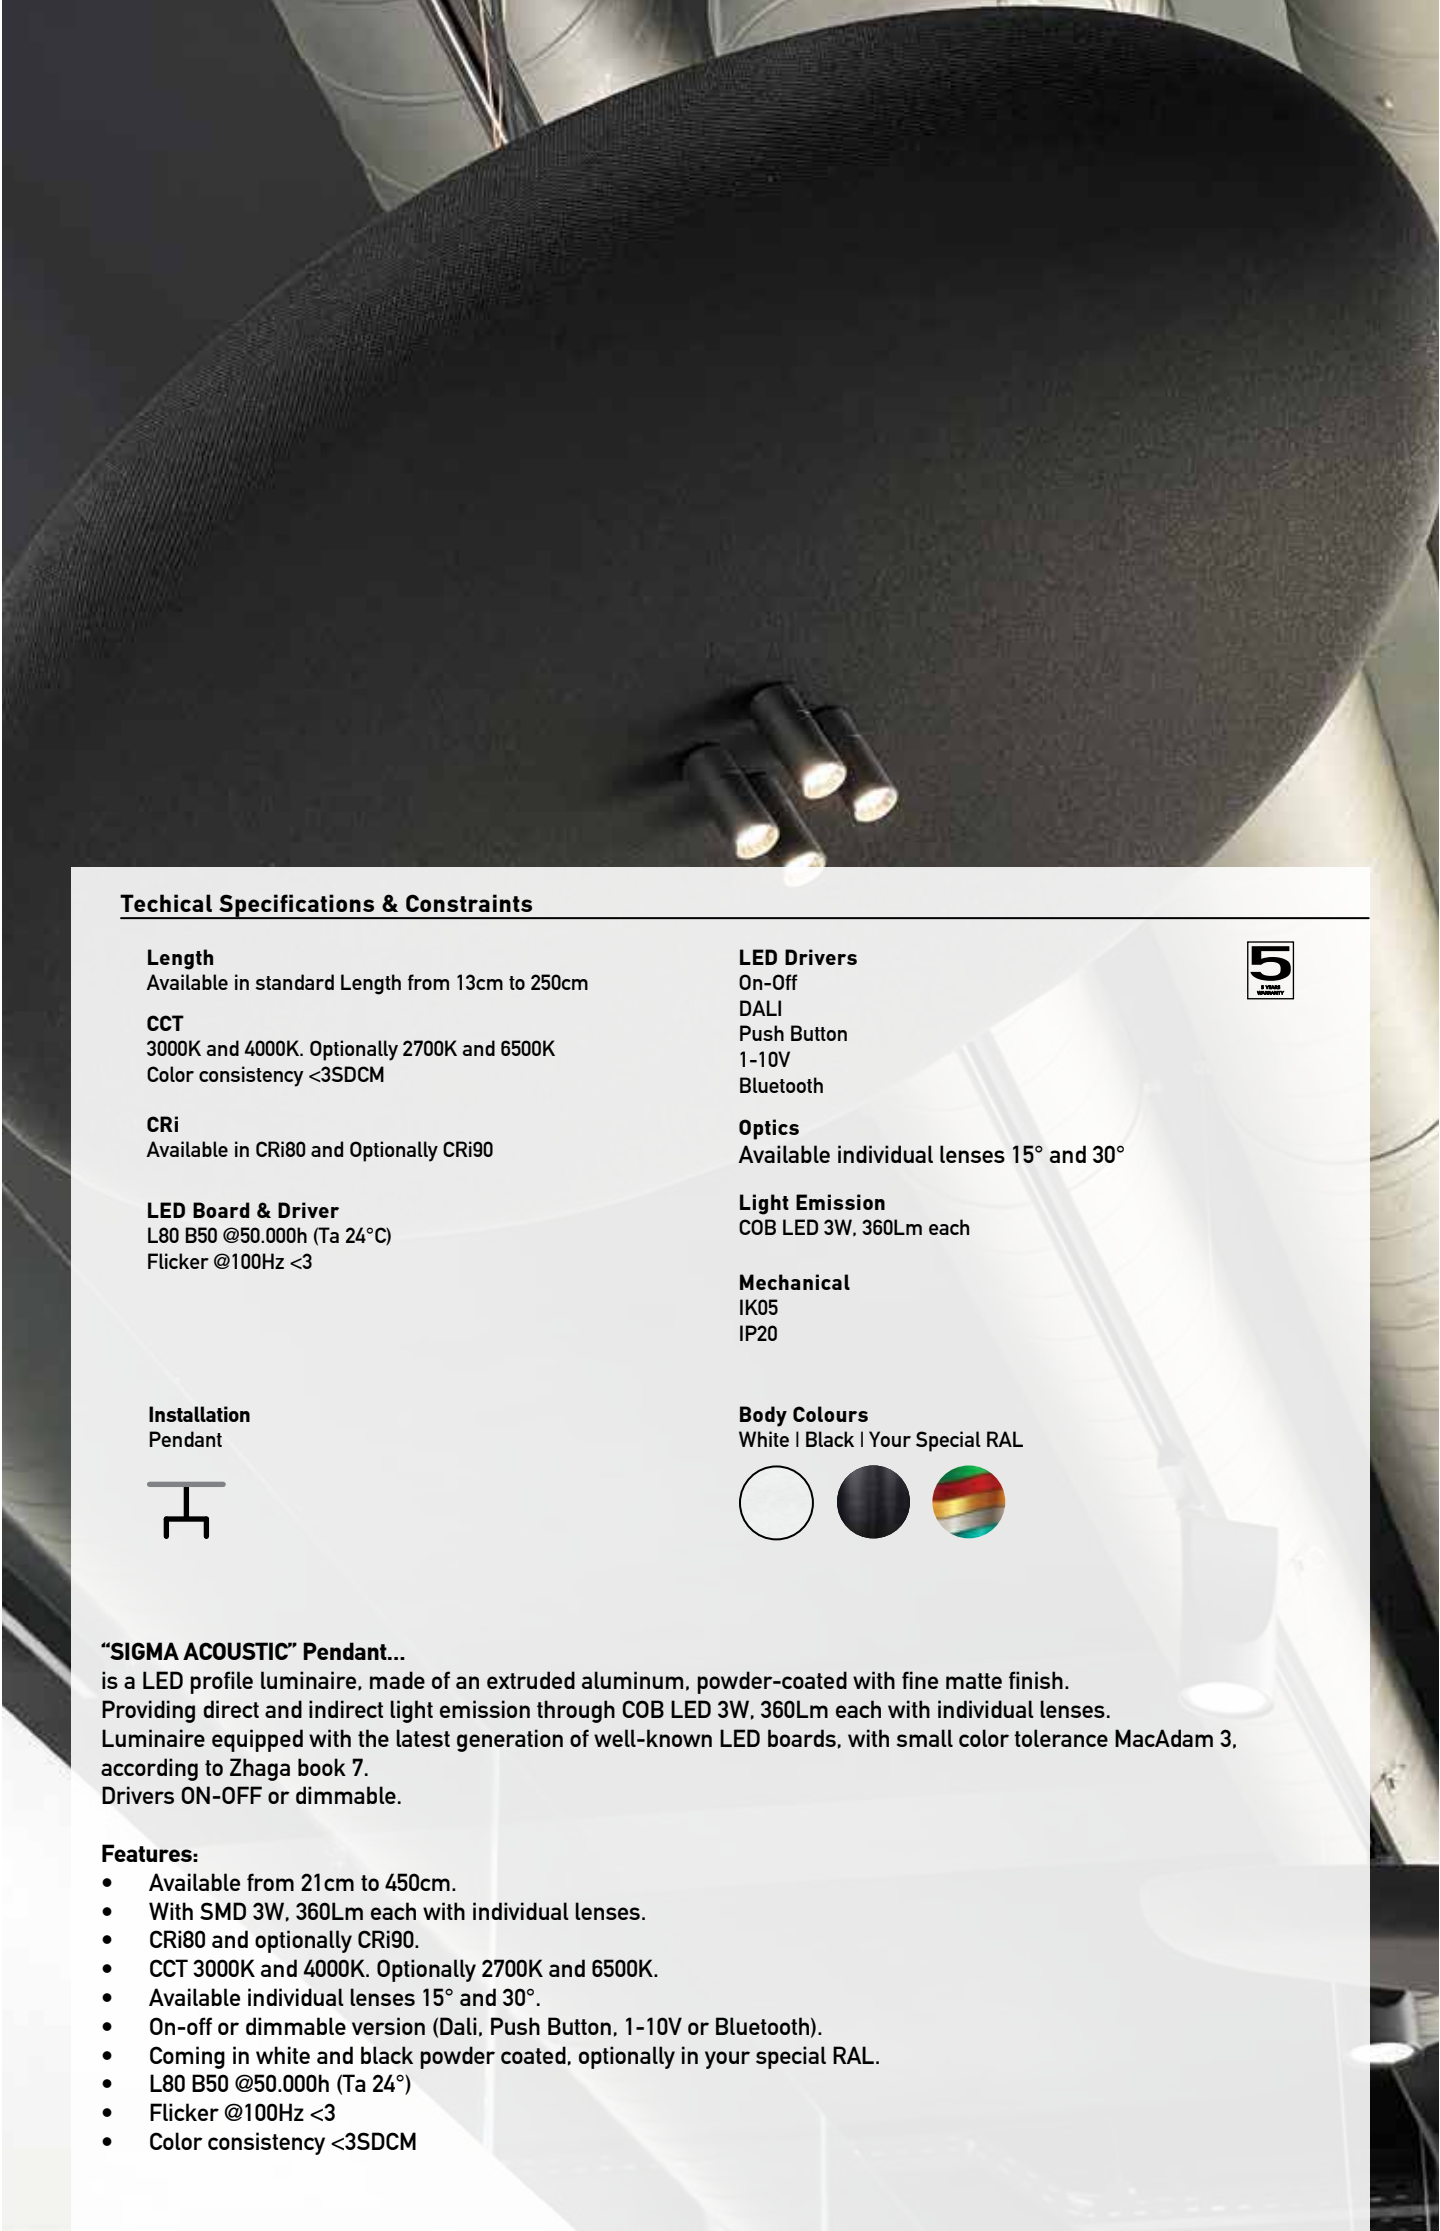 Techical Specifications & Constraints
Length
Available in standard Length from 13cm to 250cm
CCT
3000K and 4000K. Optionally 2700K and 6500K
Color consistency <3SDCM
CRi
Available in CRi80 and Optionally CRi90
LED Board & Driver
L80 B50 @50.000h (Ta 24°C)
Flicker @100Hz <3
LED Drivers
On-Off
DALI
Push Button
1-10V
Bluetooth
Optics
Available individual lenses 15° and 30°
Light Emission
COB LED 3W, 360Lm each
Mechanical
IK05
IP20
5
5 YEARS
WARRANTY
Installation
Pendant
Body Colours
White | Black | Your Special RAL
“SIGMA ACOUSTIC” Pendant...
is a LED profile luminaire, made of an extruded aluminum, powder-coated with fine matte finish.
Providing direct and indirect light emission through COB LED 3W, 360Lm each with individual lenses.
Luminaire equipped with the latest generation of well-known LED boards, with small color tolerance MacAdam 3,
according to Zhaga book 7.
Drivers ON-OFF or dimmable.
Features:
• Available from 21cm to 450cm.
• With SMD 3W, 360Lm each with individual lenses.
• CRi80 and optionally CRi90.
• CCT 3000K and 4000K. Optionally 2700K and 6500K.
• Available individual lenses 15° and 30°.
• On-off or dimmable version (Dali, Push Button, 1-10V or Bluetooth).
• Coming in white and black powder coated, optionally in your special RAL.
• L80 B50 @50.000h (Ta 24°)
• Flicker @100Hz <3
• Color consistency <3SDCM